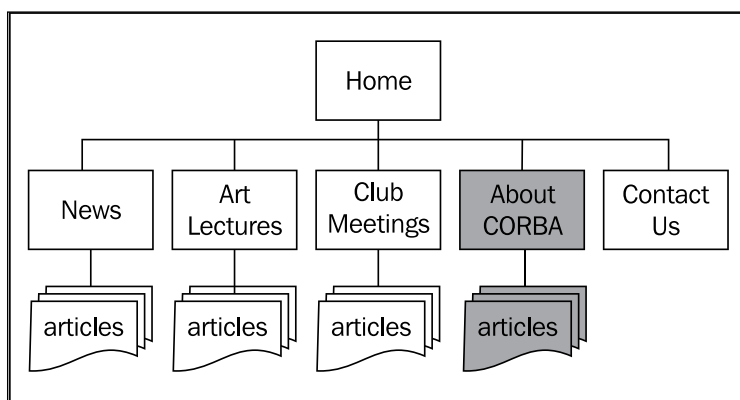 Home
News
Art
Lectures
Club
Meetings
About
CORBA
Contact
Us
articles
articles
articles
articles